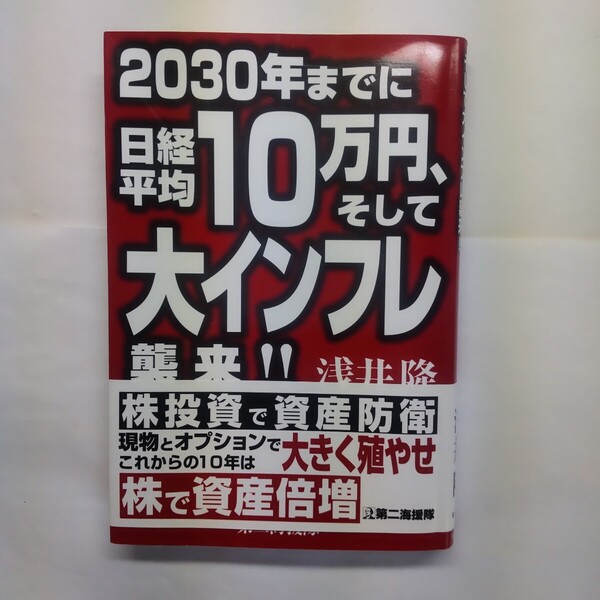 2030年までに
日経平均10万円、
そして
大インフレ
襲来!!
浅井隆
株投資で資産防衛
現物とオプションで
これからの10年は
大きく殖やせ
株で資産倍増
第二海援隊